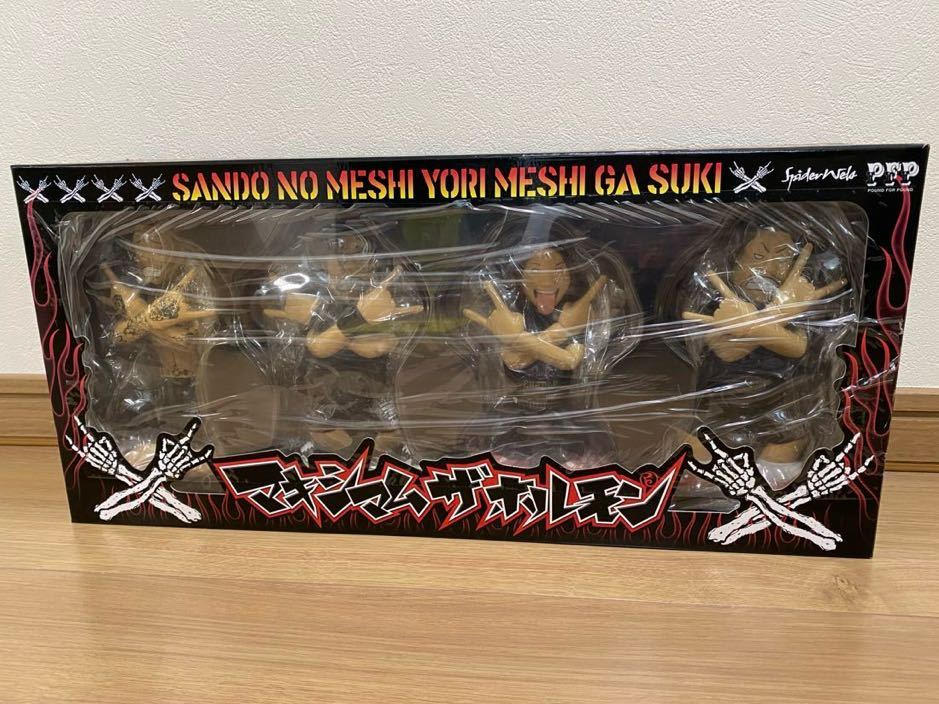 SANDO NO MESHI YORI MESHI GA SUKI
SpiderWebs
PFP
POUND FOR POUND
マキシマムザホルモン